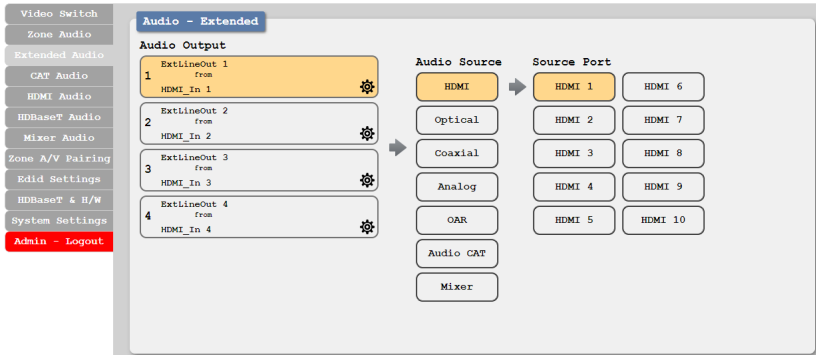 Video Switch
Zone Audio
Extended Audio
CAT Audio
HDMI Audio
HDBaseT Audio
Mixer Audio
Zone A/V Pairing
Edid Settings
HDBaseT & H/W
System Settings
Admin - Logout
Audio - Extended
Audio Output
1 ExtLineOut 1
from
HDMI_In 1
2 ExtLineOut 2
from
HDMI_In 2
3 ExtLineOut 3
from
HDMI_In 3
4 ExtLineOut 4
from
HDMI_In 4
Audio Source
HDMI
Optical
Coaxial
Analog
OAR
Audio CAT
Mixer
Source Port
HDMI 1 HDMI 6
HDMI 2 HDMI 7
HDMI 3 HDMI 8
HDMI 4 HDMI 9
HDMI 5 HDMI 10